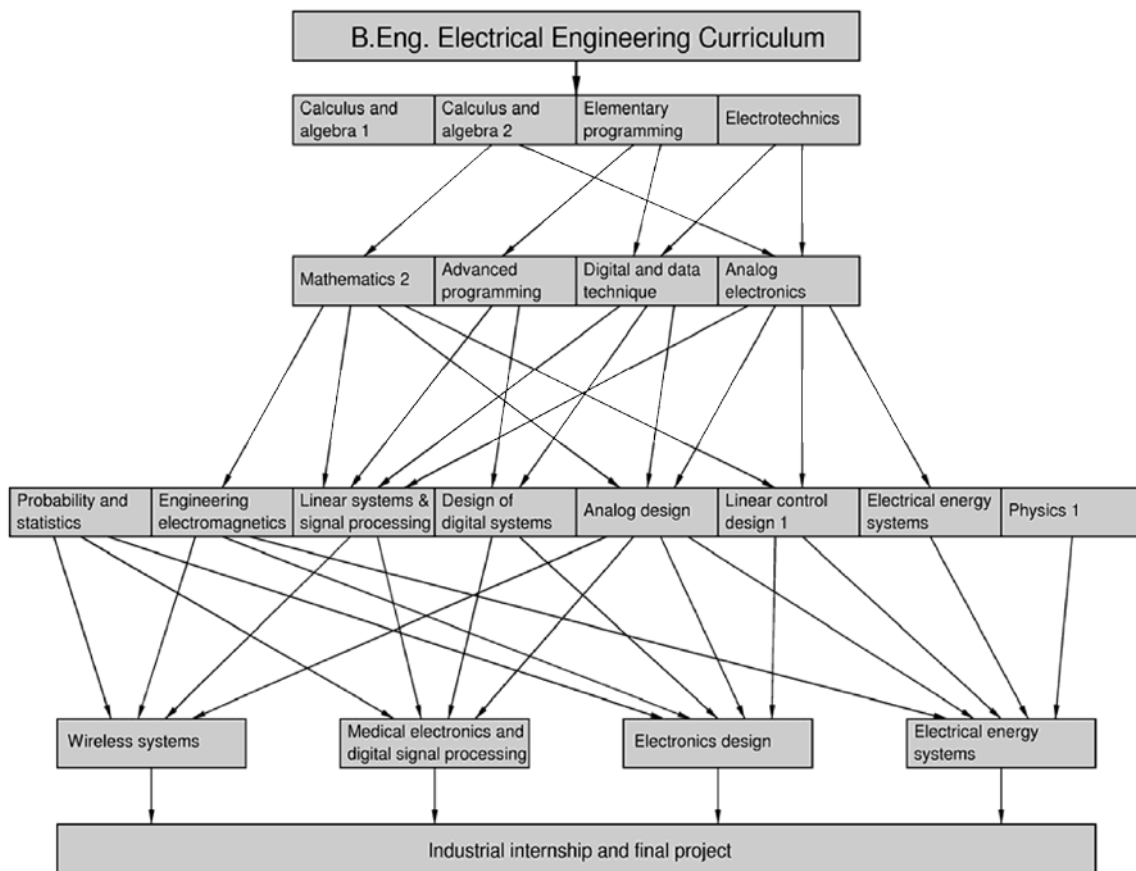 B.Eng. Electrical Engineering Curriculum
Calculus and
algebra 1
Calculus and
algebra 2
Elementary
programming
Electrotechnics
Mathematics 2
Advanced
programming
Digital and data
technique
Analog
electronics
Probability and
statistics
Engineering
electromagnetics
Linear systems &
signal processing
Design of
digital systems
Analog design
Linear control
design 1
Electrical energy
systems
Physics 1
Wireless systems
Medical electronics and
digital signal processing
Electronics design
Electrical energy
systems
Industrial internship and final project